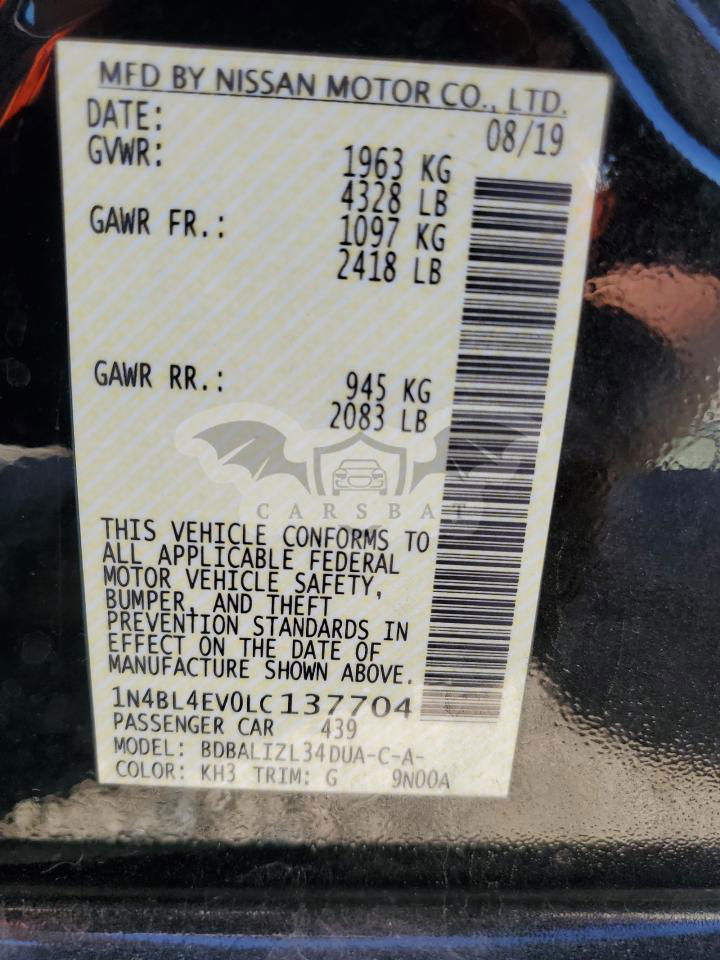 MFD BY NISSAN MOTOR CO., LTD.
DATE: 08/19
GVWR: 1963 KG
4328 LB
GAWR FR.: 1097 KG
2418 LB
GAWR RR.: 945 KG
2083 LB
CARSBAT
THIS VEHICLE CONFORMS TO
ALL APPLICABLE FEDERAL
MOTOR VEHICLE SAFETY,
BUMPER, AND THEFT
PREVENTION STANDARDS IN
EFFECT ON THE DATE OF
MANUFACTURE SHOWN ABOVE.
1N4BL4EV0LC137704
PASSENGER CAR 439
MODEL: BDBALIZL34DUA-C-A-
COLOR: KH3 TRIM: G 9N00A